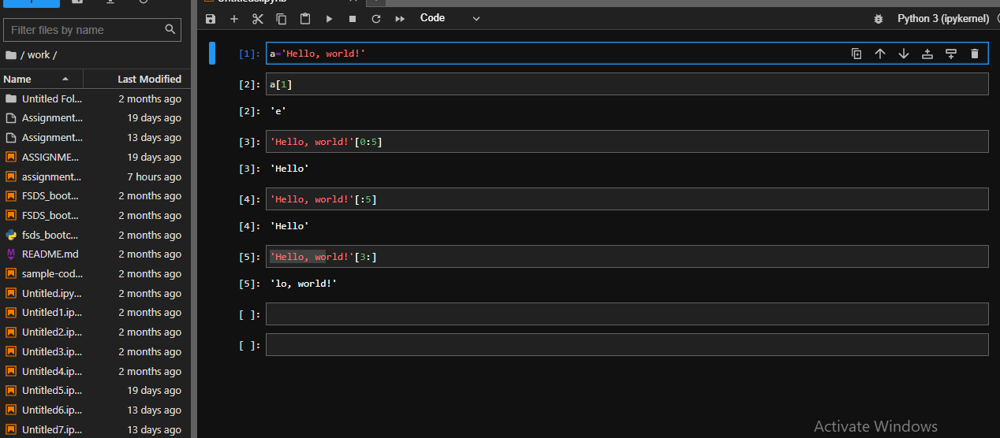 Filter files by name
/ work /
Name Last Modified
Untitled Fol... 2 months ago
Assignment... 19 days ago
Assignment... 13 days ago
ASSIGNME... 19 days ago
assignment... 7 hours ago
FSDS_boot... 2 months ago
FSDS_boot... 2 months ago
fsds_bootc... 2 months ago
README.md 2 months ago
sample-cod... 2 months ago
Untitled.ipy... 2 months ago
Untitled1.ip... 2 months ago
Untitled2.ip... 2 months ago
Untitled3.ip... 2 months ago
Untitled4.ip... 2 months ago
Untitled5.ip... 19 days ago
Untitled6.ip... 13 days ago
Untitled7.ip... 13 days ago
Code Python 3 (ipykernel)
[1]: a='Hello, world!'
[2]: a[1]
[2]: 'e'
[3]: 'Hello, world!'[0:5]
[3]: 'Hello'
[4]: 'Hello, world!'[:5]
[4]: 'Hello'
[5]: 'Hello, world!'[3:]
[5]: 'lo, world!'
[ ]:
[ ]:
Activate Windows